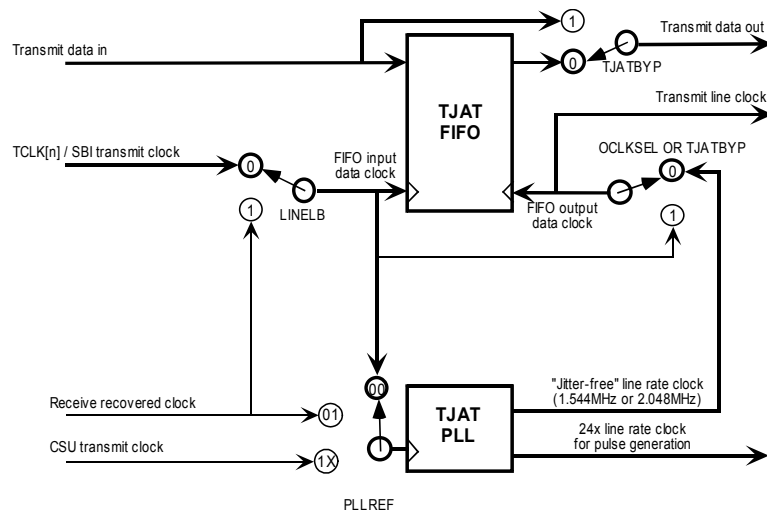 Transmit data in
1
Transmit data out
0
TJATBYP
TJAT
FIFO
Transmit line clock
TCLK[n] / SBI transmit clock
0
FIFO input
data clock
OCLKSEL OR TJATBYP
0
LINELB
FIFO output
data clock
1
1
00
Receive recovered clock
01
TJAT
PLL
"Jitter-free" line rate clock
(1.544MHz or 2.048MHz)
CSU transmit clock
1X
24x line rate clock
for pulse generation
PLLREF